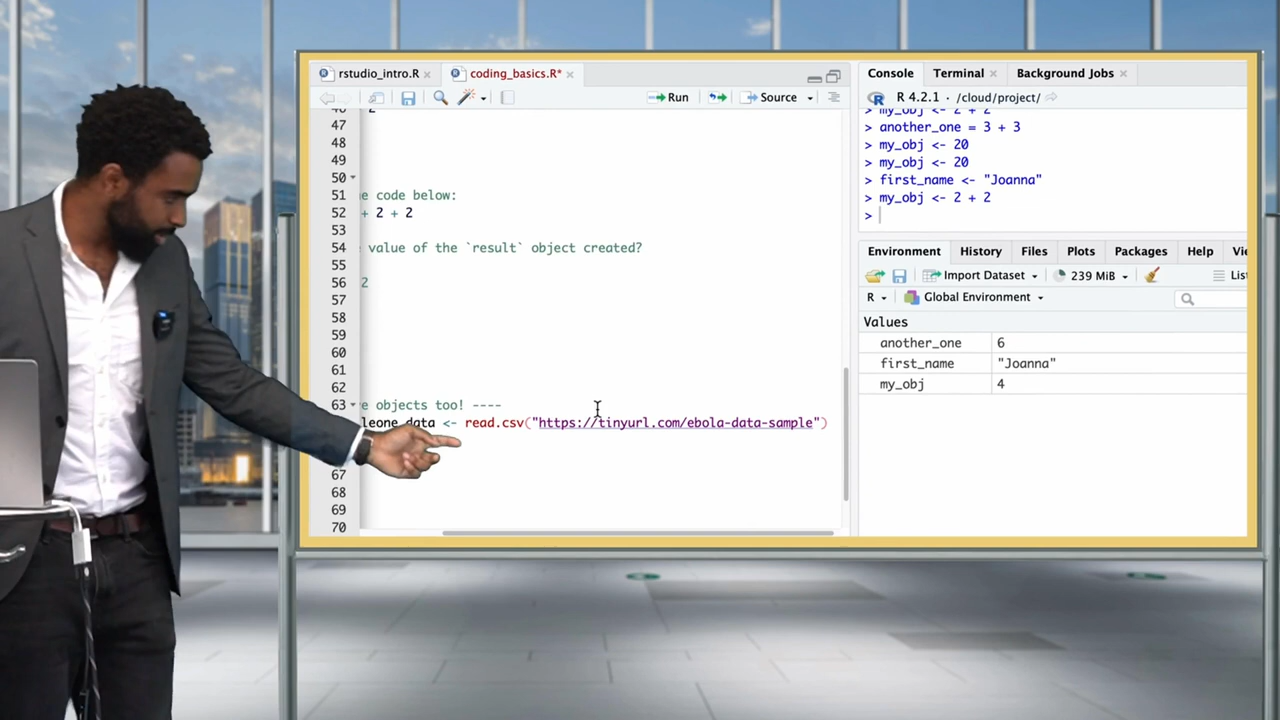 rstudio_intro.R
coding_basics.R*
Run
Source
47
48
49
50
51 e code below:
52 + 2 + 2
53
54 value of the `result` object created?
55
56 2
57
58
59
60
61
62
63 e objects too! ----
leone_data <- read.csv("https://tinyurl.com/ebola-data-sample")
67
68
69
70
Console Terminal Background Jobs
R 4.2.1 · /cloud/project/
> my_obj <- 2 + 2
> another_one = 3 + 3
> my_obj <- 20
> my_obj <- 20
> first_name <- "Joanna"
> my_obj <- 2 + 2
>
Environment History Files Plots Packages Help
Import Dataset 239 MiB
R Global Environment
Values
another_one 6
first_name "Joanna"
my_obj 4